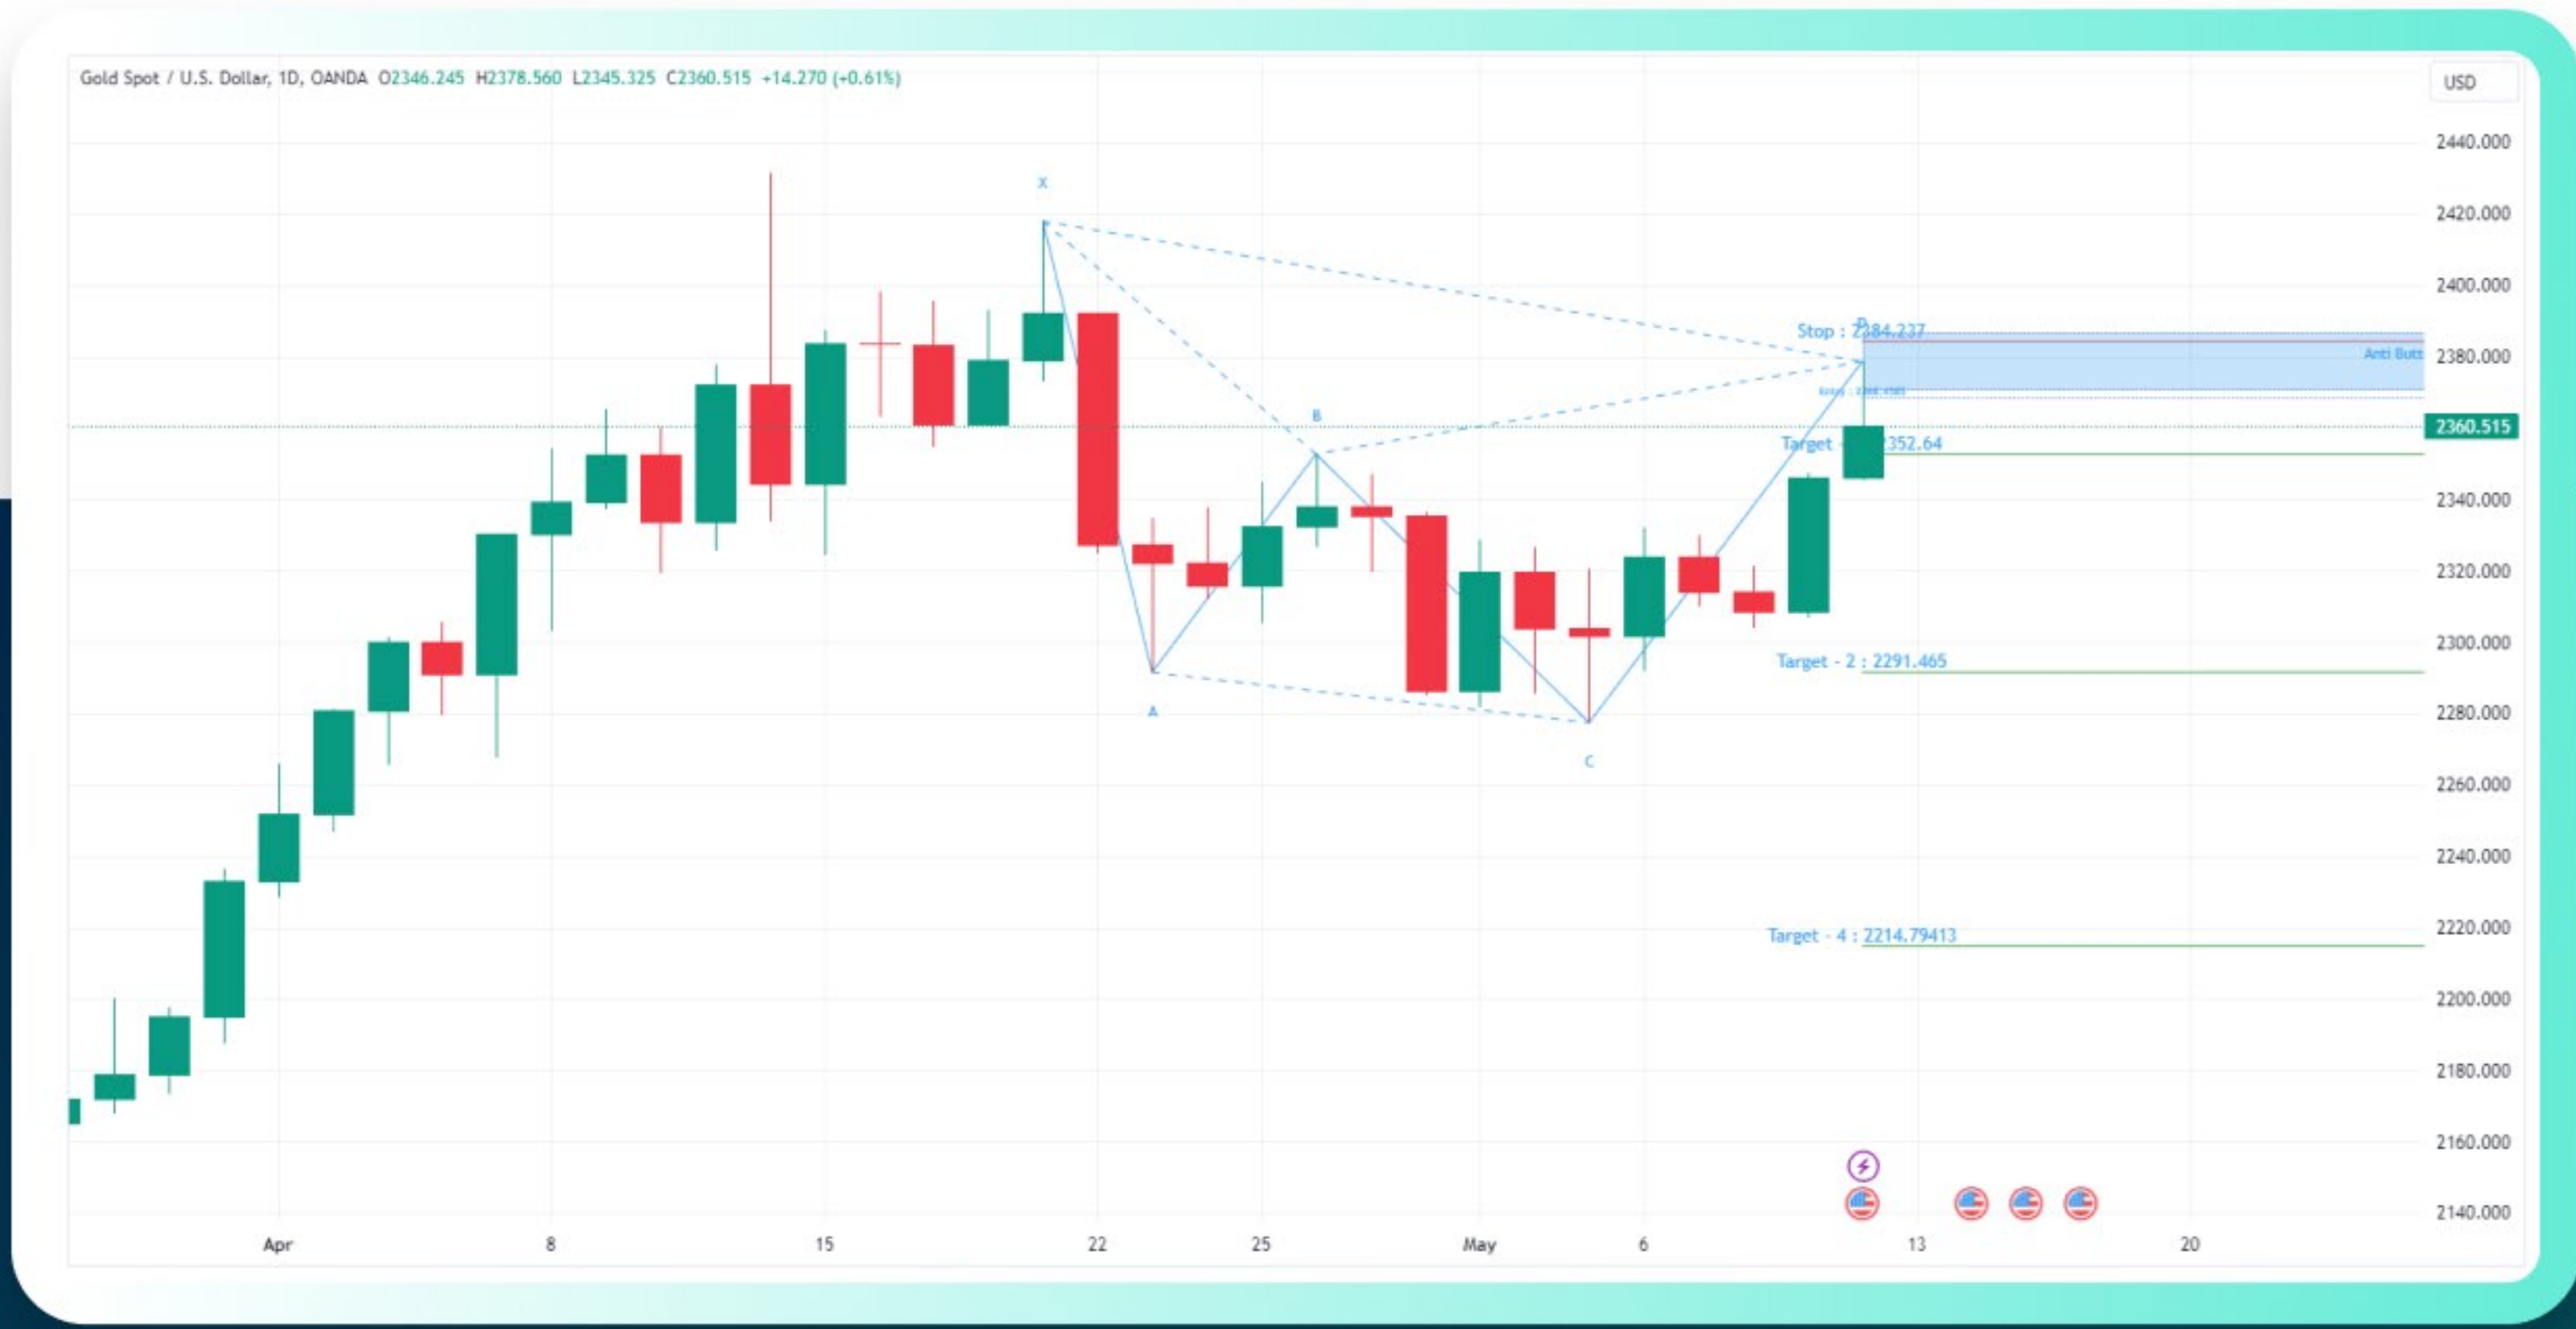 Gold Spot / U.S. Dollar, 1D, OANDA O2346.245 H2378.560 L2345.325 C2360.515 +14.270 (+0.61%)
USD
2440.000
X
2420.000
2400.000
Stop : 2384.237
D
Anti Butt
2380.000
Entry :
B
2360.515
Target - 2352.64
2340.000
2320.000
2300.000
Target - 2 : 2291.465
A
2280.000
C
2260.000
2240.000
Target - 4 : 2214.79413
2220.000
2200.000
2180.000
2160.000
2140.000
Apr 8 15 22 25 May 6 13 20